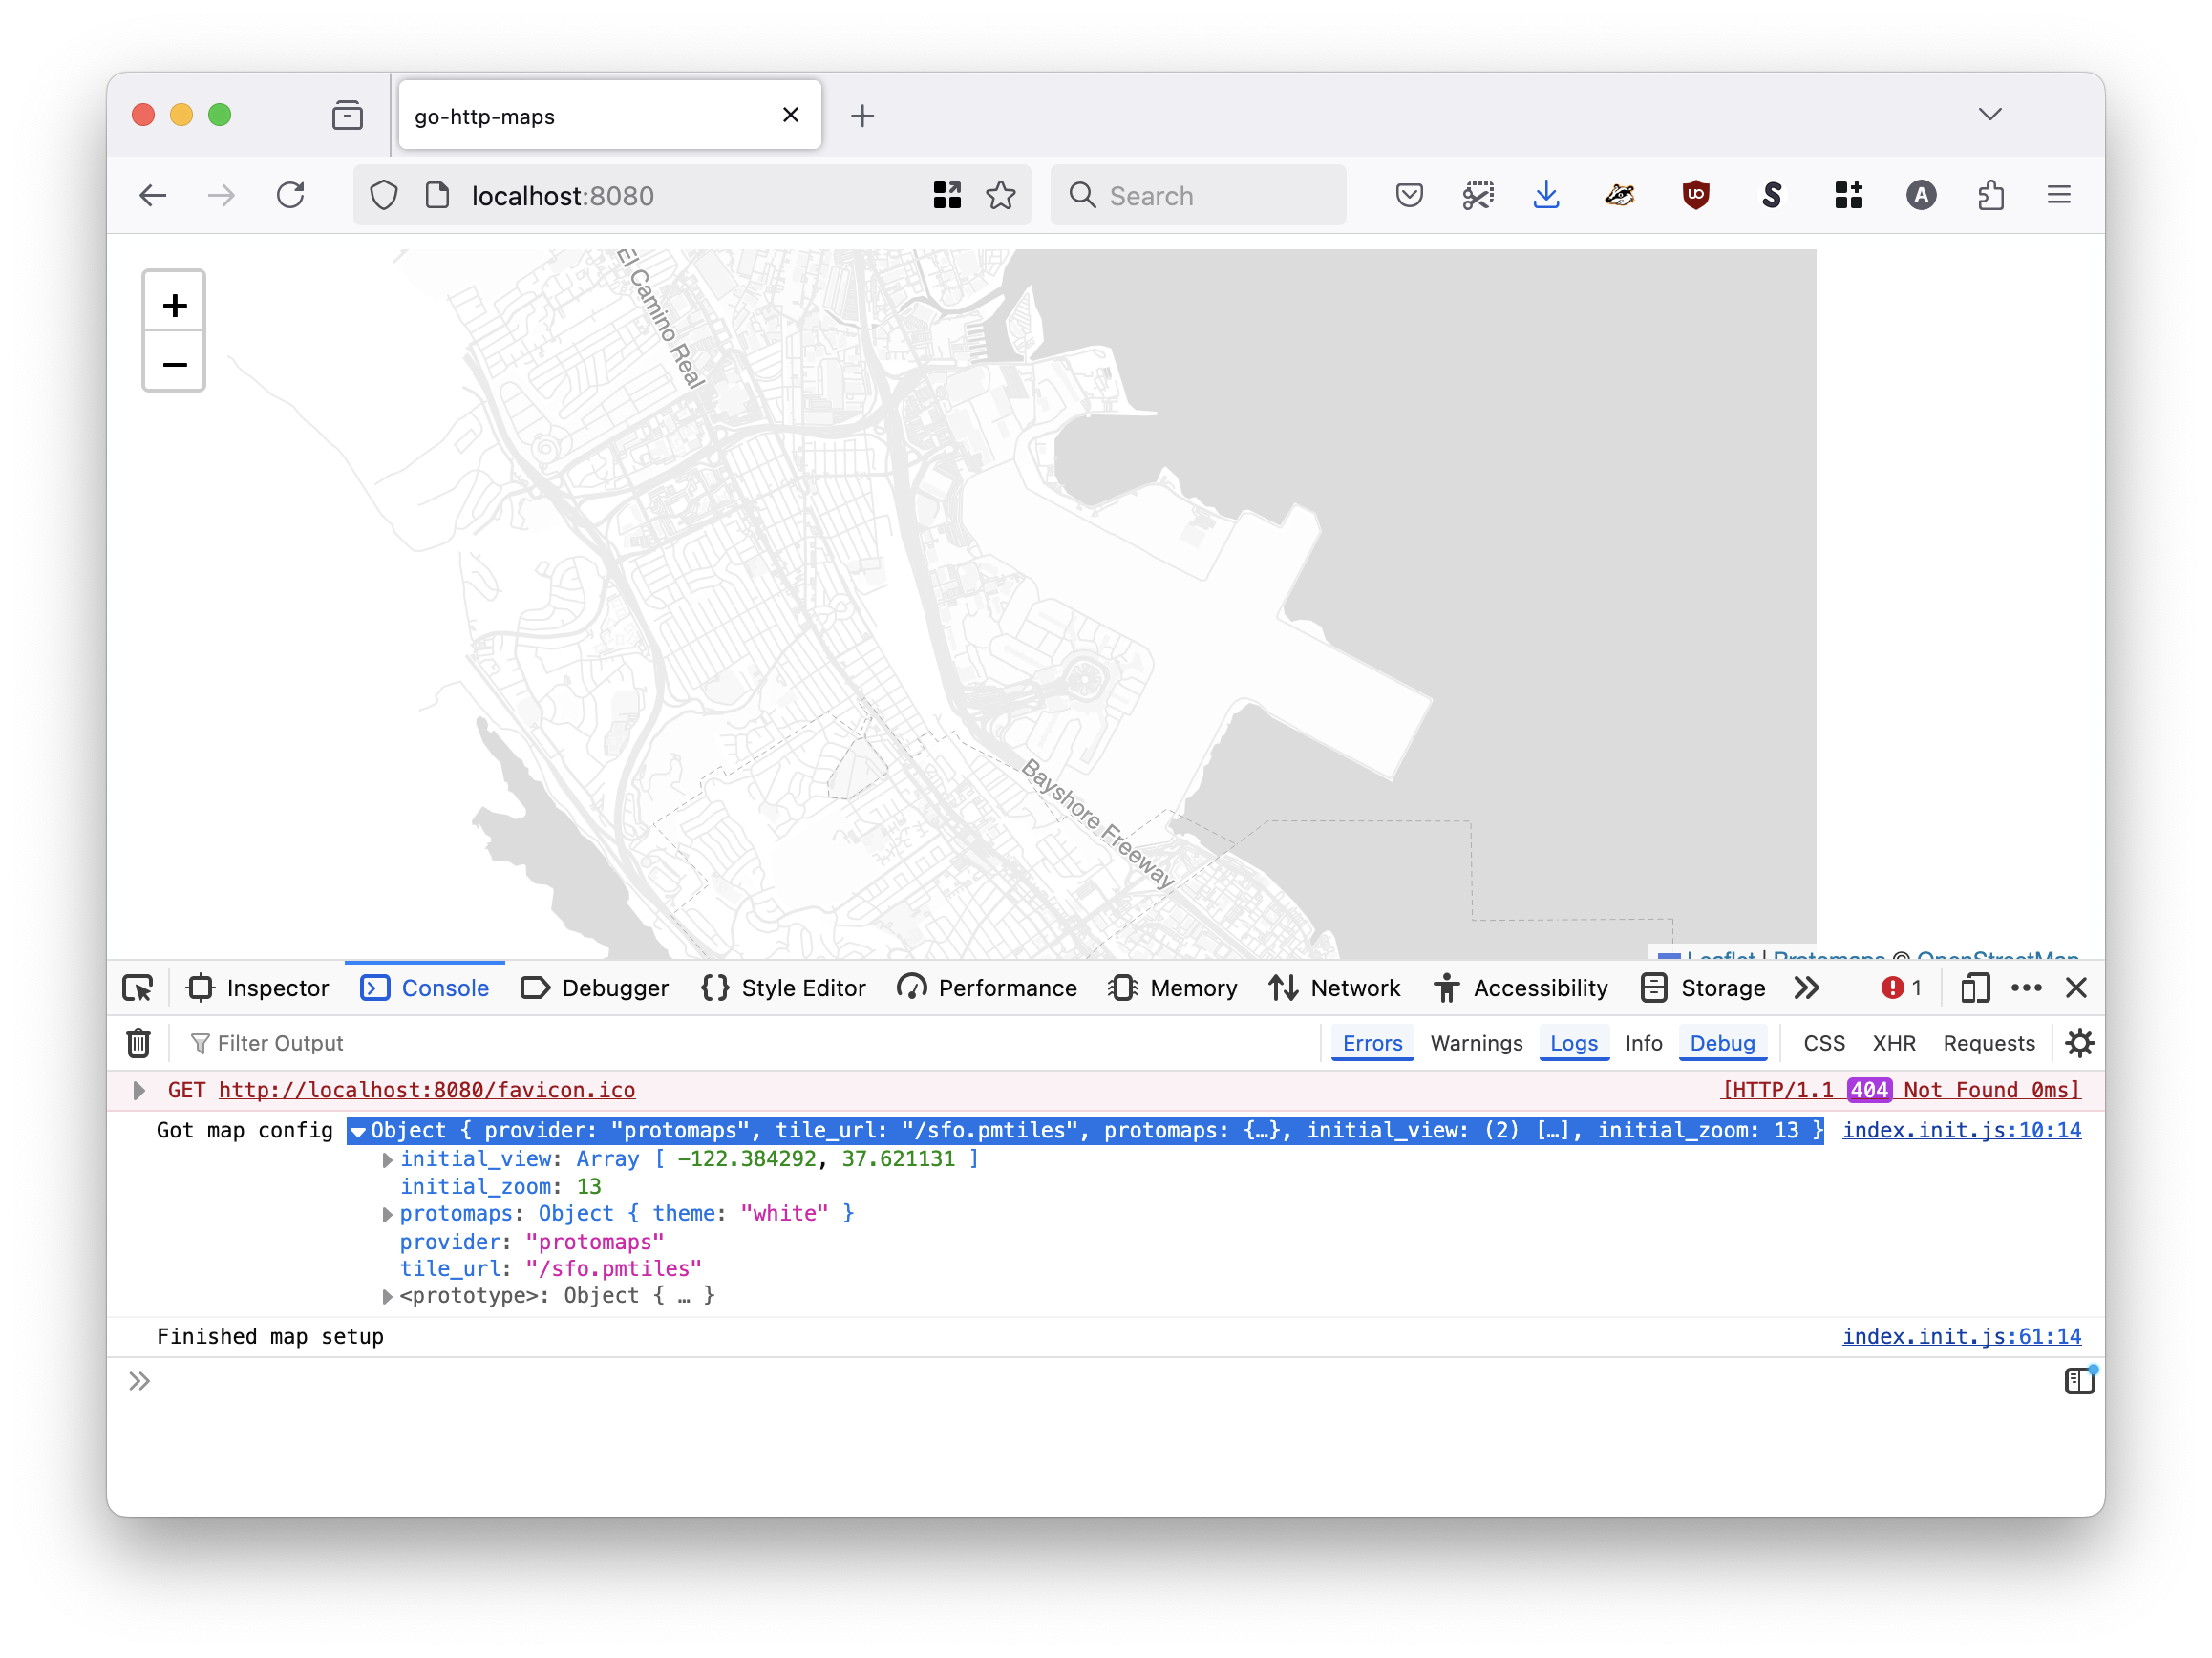 go-http-maps
localhost:8080
Search
A
+
−
El Camino Real
Bayshore Freeway
Leaflet | Protomaps © OpenStreetMap
Inspector
Console
Debugger
{ } Style Editor
Performance
Memory
Network
Accessibility
Storage
1
Filter Output
Errors
Warnings
Logs
Info
Debug
CSS
XHR
Requests
GET http://localhost:8080/favicon.ico [HTTP/1.1 404 Not Found 0ms]
Got map config Object { provider: "protomaps", tile_url: "/sfo.pmtiles", protomaps: {…}, initial_view: (2) […], initial_zoom: 13 } index.init.js:10:14
initial_view: Array [ -122.384292, 37.621131 ]
initial_zoom: 13
protomaps: Object { theme: "white" }
provider: "protomaps"
tile_url: "/sfo.pmtiles"
<prototype>: Object { … }
Finished map setup index.init.js:61:14